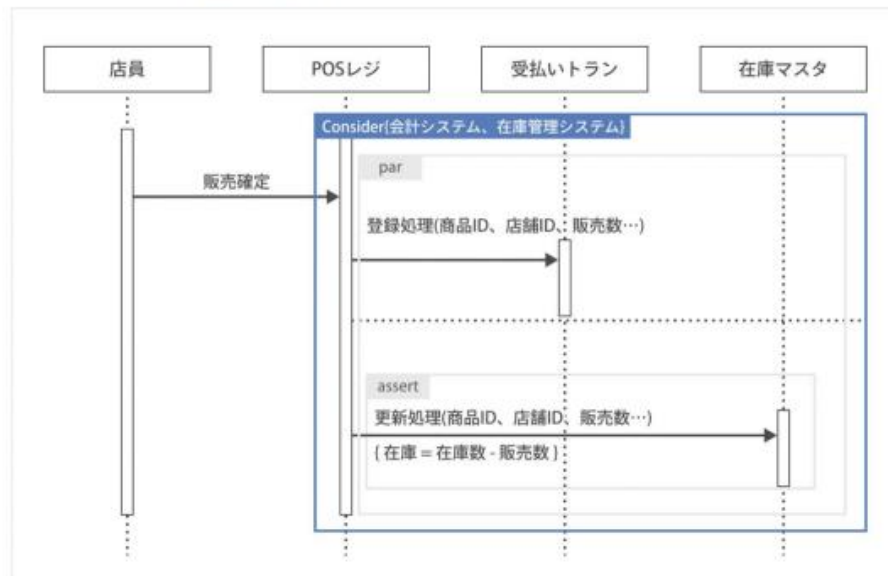 店員
POSレジ
受払いトラン
在庫マスタ
Consider{会計システム、在庫管理システム}
par
販売確定
登録処理(商品ID、店舗ID、販売数…)
assert
更新処理(商品ID、店舗ID、販売数…)
{ 在庫 = 在庫数 - 販売数 }